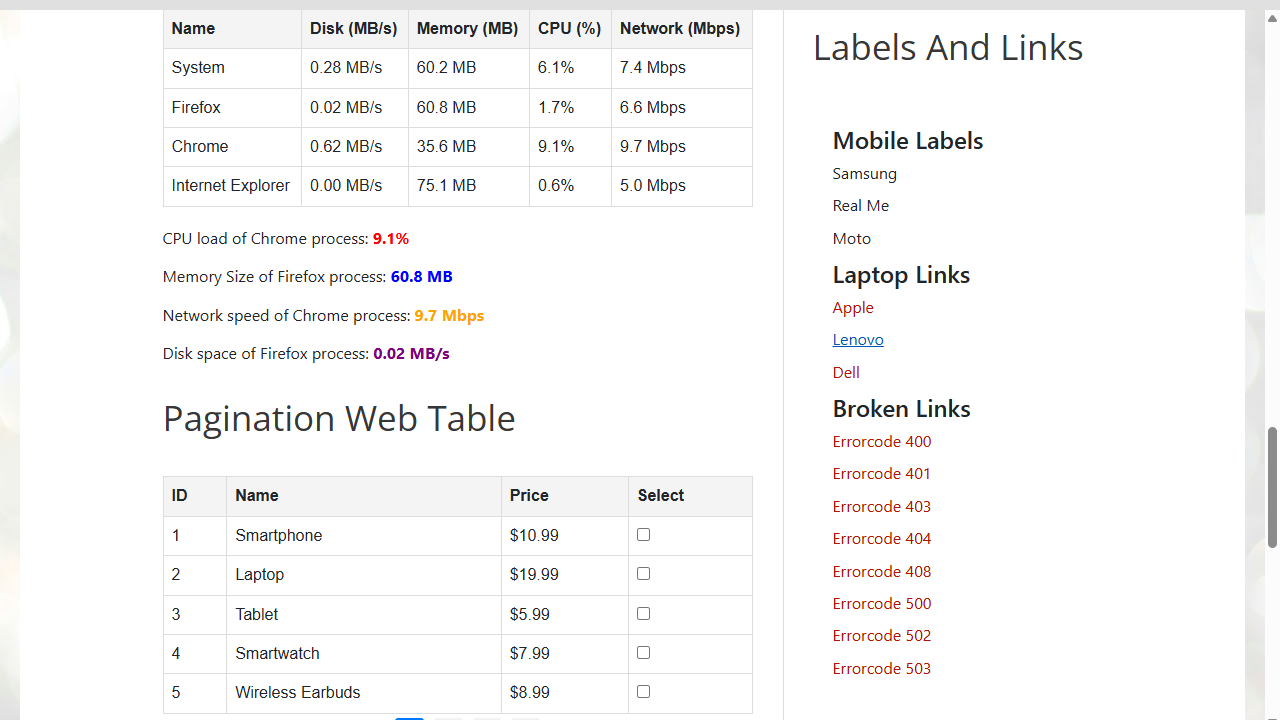 Name Disk (MB/s) Memory (MB) CPU (%) Network (Mbps)
System 0.28 MB/s 60.2 MB 6.1% 7.4 Mbps
Firefox 0.02 MB/s 60.8 MB 1.7% 6.6 Mbps
Chrome 0.62 MB/s 35.6 MB 9.1% 9.7 Mbps
Internet Explorer 0.00 MB/s 75.1 MB 0.6% 5.0 Mbps
CPU load of Chrome process: 9.1%
Memory Size of Firefox process: 60.8 MB
Network speed of Chrome process: 9.7 Mbps
Disk space of Firefox process: 0.02 MB/s
Pagination Web Table
ID Name Price Select
1 Smartphone $10.99
2 Laptop $19.99
3 Tablet $5.99
4 Smartwatch $7.99
5 Wireless Earbuds $8.99
Labels And Links
Mobile Labels
Samsung
Real Me
Moto
Laptop Links
Apple
Lenovo
Dell
Broken Links
Errorcode 400
Errorcode 401
Errorcode 403
Errorcode 404
Errorcode 408
Errorcode 500
Errorcode 502
Errorcode 503